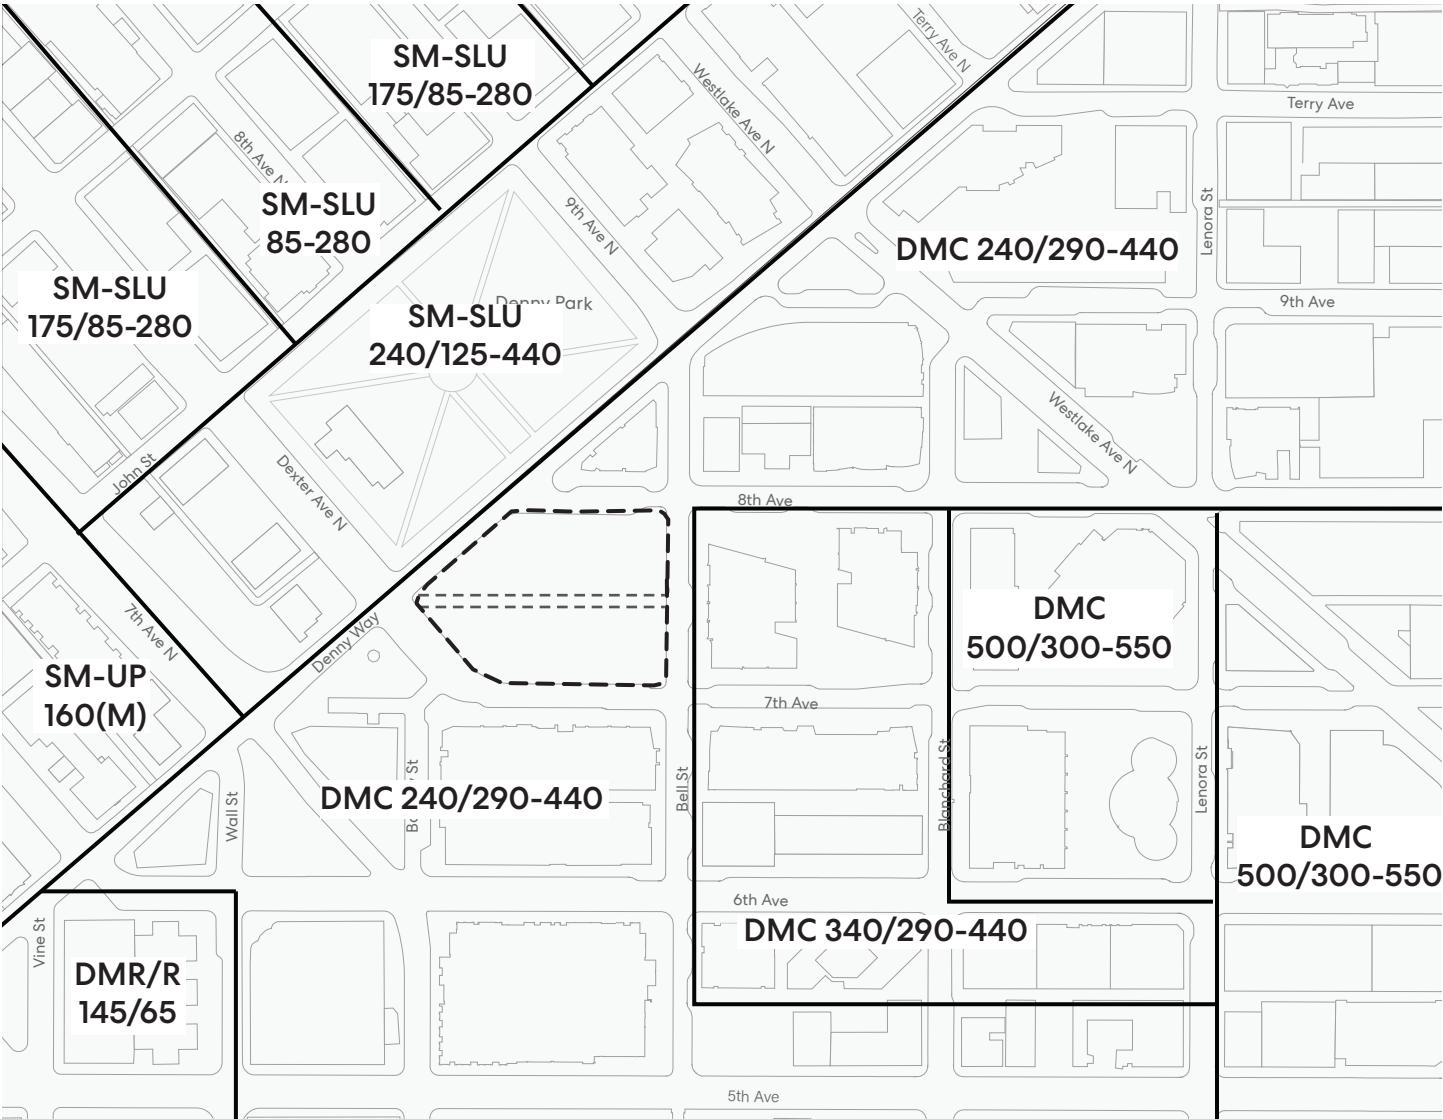 Terry Ave N
SM-SLU
175/85-280
Westlake Ave N
Terry Ave
8th Ave N
SM-SLU
85-280
9th Ave N
Lenora St
DMC 240/290-440
SM-SLU
175/85-280
Denny Park
SM-SLU
240/125-440
9th Ave
Westlake Ave N
John St
Dexter Ave N
8th Ave
DMC
500/300-550
7th Ave N
Denny Way
SM-UP
160(M)
7th Ave
DMC 240/290-440
Wall St
Bell St
Blanchard St
Lenora St
DMC
500/300-550
6th Ave
DMC 340/290-440
Vine St
DMR/R
145/65
5th Ave